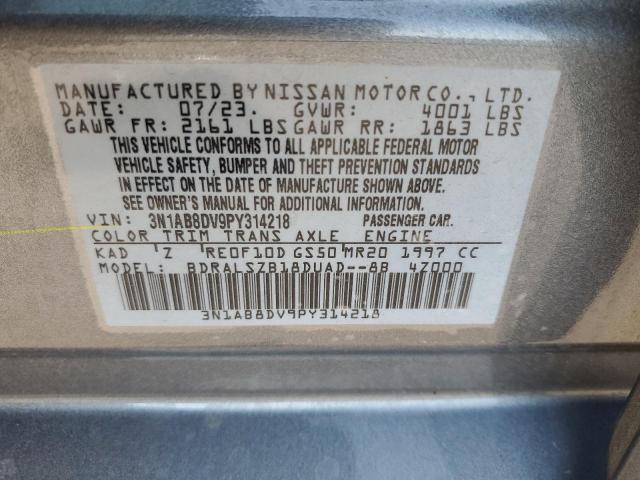 MANUFACTURED BY NISSAN MOTOR CO., LTD.
DATE: 07/23. GVWR: 4001 LBS
GAWR FR: 2161 LBS GAWR RR: 1863 LBS
THIS VEHICLE CONFORMS TO ALL APPLICABLE FEDERAL MOTOR
VEHICLE SAFETY, BUMPER AND THEFT PREVENTION STANDARDS
IN EFFECT ON THE DATE OF MANUFACTURE SHOWN ABOVE.
SEE OWNER'S MANUAL FOR ADDITIONAL INFORMATION.
VIN: 3N1AB8DV9PY314218 PASSENGER CAR.
COLOR TRIM TRANS AXLE ENGINE
KAD Z RE0F10D GS50 MR20 1997 CC
MODEL: BDRALSZB18DUAD--8B 4Z000
3N1AB8DV9PY314218